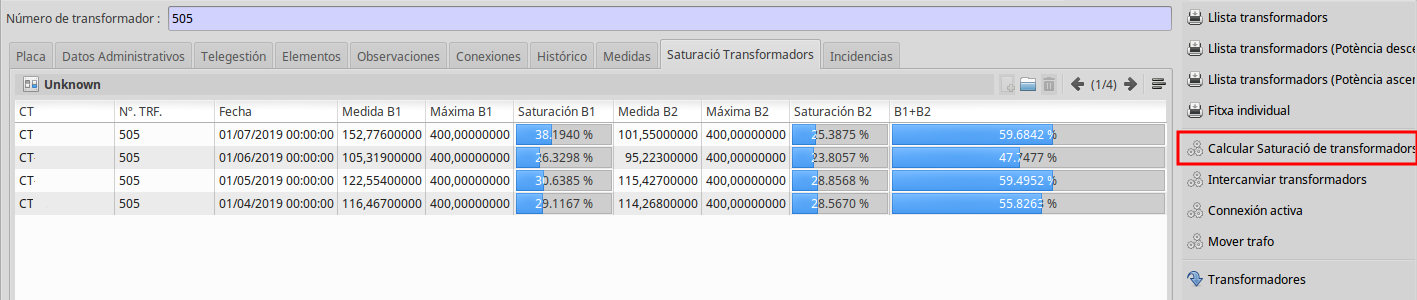 Número de transformador : 505
Placa Datos Administrativos Telegestión Elementos Observaciones Conexiones Histórico Medidas Saturació Transformadors Incidencias
Unknown (1/4)
CT Nº. TRF. Fecha Medida B1 Máxima B1 Saturación B1 Medida B2 Máxima B2 Saturación B2 B1+B2
CT 505 01/07/2019 00:00:00 152,77600000 400,00000000 38.1940 % 101,55000000 400,00000000 25.3875 % 59.6842 %
CT- 505 01/06/2019 00:00:00 105,31900000 400,00000000 26.3298 % 95,22300000 400,00000000 23.8057 % 47.7477 %
CT- 505 01/05/2019 00:00:00 122,55400000 400,00000000 30.6385 % 115,42700000 400,00000000 28.8568 % 59.4952 %
CT 505 01/04/2019 00:00:00 116,46700000 400,00000000 29.1167 % 114,26800000 400,00000000 28.5670 % 55.8263 %
Llista transformadors
Llista transformadors (Potència desce
Llista transformadors (Potència ascen
Fitxa individual
Calcular Saturació de transformadors
Intercanviar transformadors
Connexión activa
Mover trafo
Transformadores